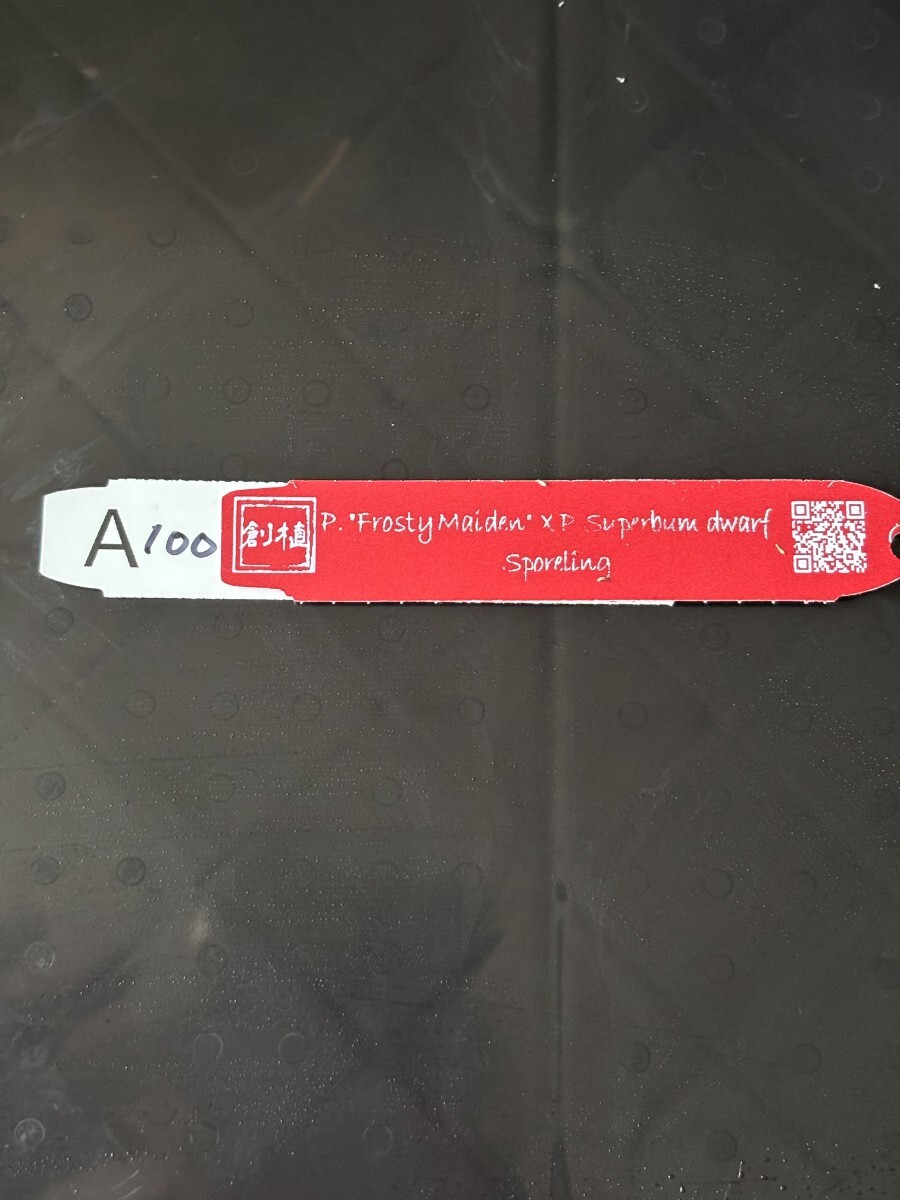 A100
創植
P. "Frosty Maiden" x P. Superbum dwarf
Sporeling